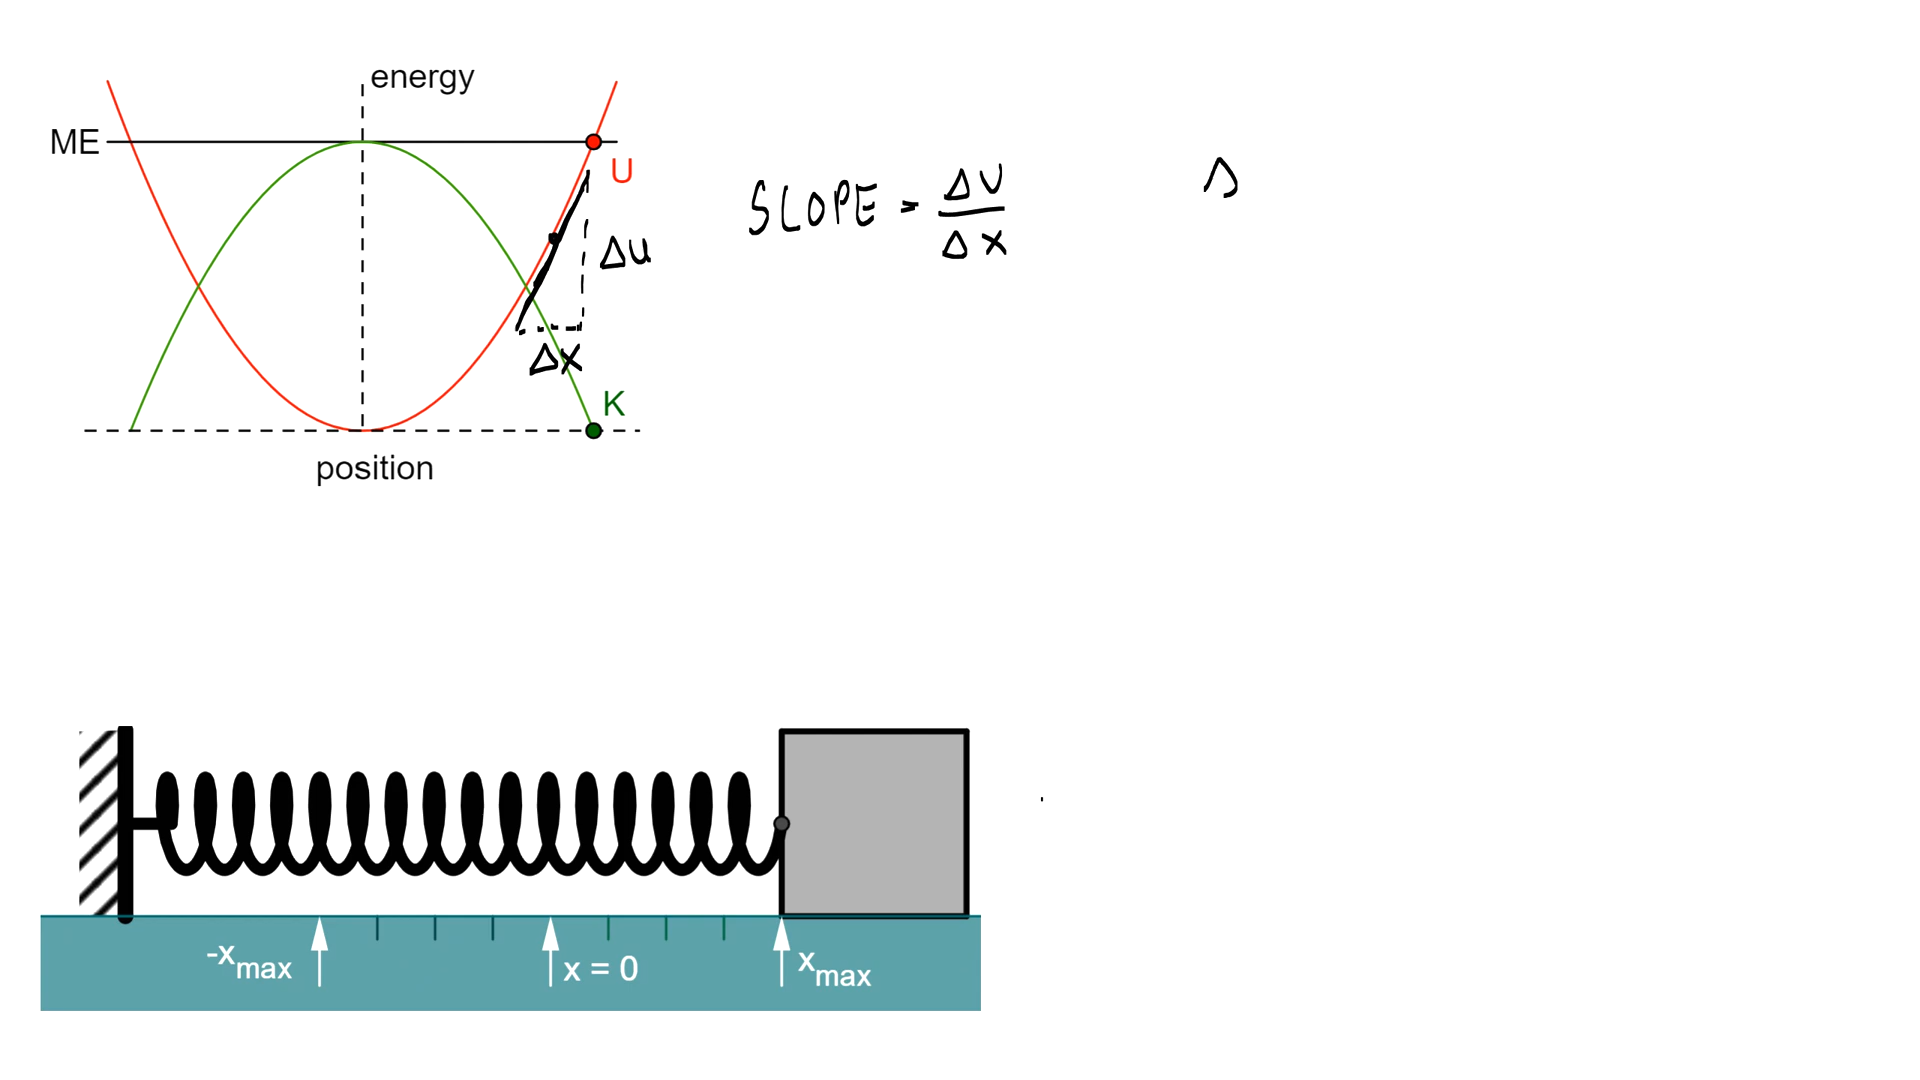 energy
ME
U
SLOPE = ΔU/Δx
Δ
ΔU
Δx
K
position
-xmax
x = 0
xmax